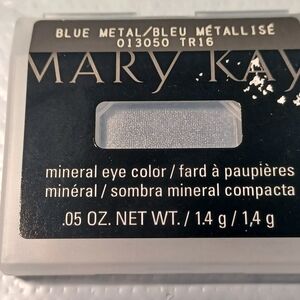 BLUE METAL/BLEU MÉTALLISÉ
013050 TR16
MARY KAY
mineral eye color / fard à paupières
minéral / sombra mineral compacta
.05 OZ. NET WT. / 1.4 g / 1,4 g